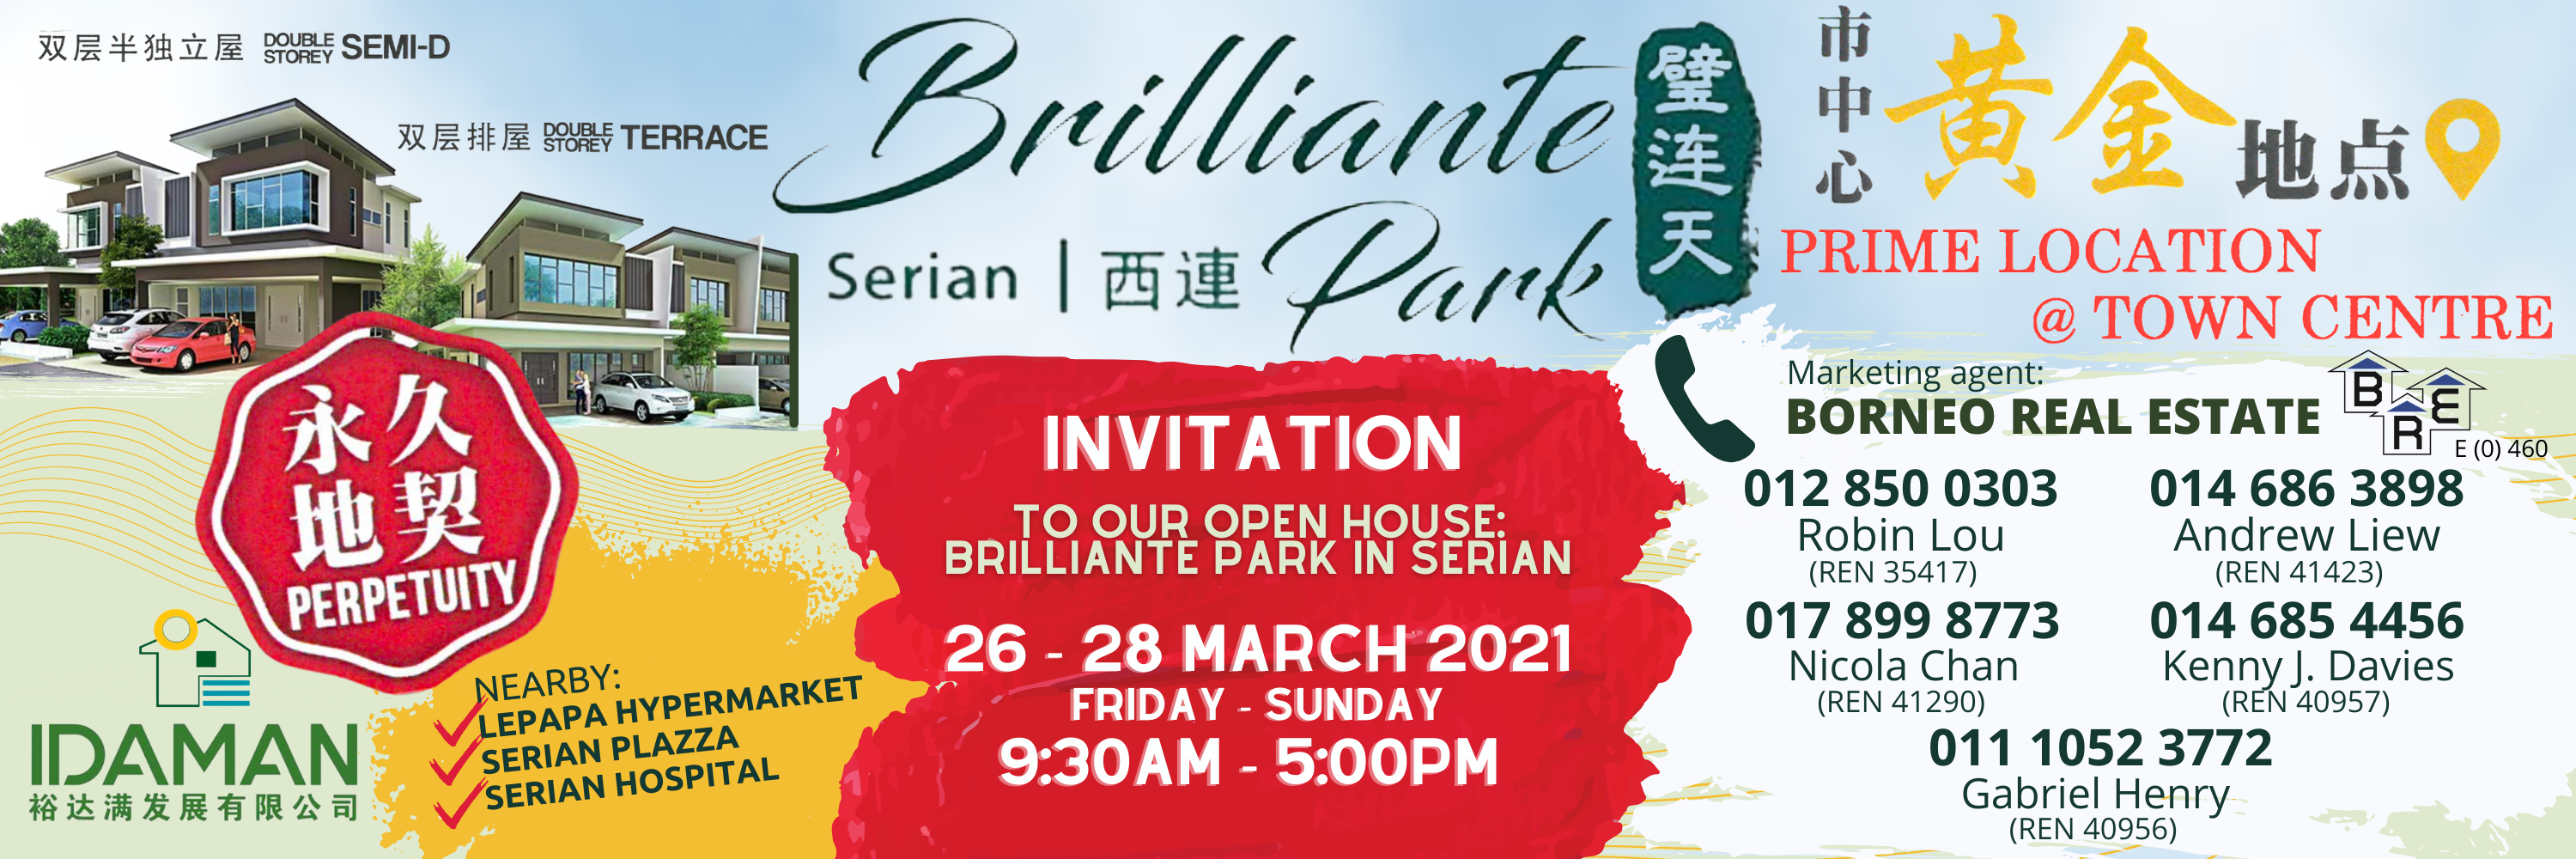 双层半独立屋 DOUBLE STOREY SEMI-D
双层排屋 DOUBLE STOREY TERRACE
Brilliante
Serian | 西連 Park
璧连天
市中心 黄金地点
PRIME LOCATION
@ TOWN CENTRE
永久
地契
PERPETUITY
IDAMAN
裕达满发展有限公司
NEARBY:
LEPAPA HYPERMARKET
SERIAN PLAZZA
SERIAN HOSPITAL
INVITATION
TO OUR OPEN HOUSE:
BRILLIANTE PARK IN SERIAN
26 - 28 MARCH 2021
FRIDAY - SUNDAY
9:30AM - 5:00PM
Marketing agent:
BORNEO REAL ESTATE
BRE
E (0) 460
012 850 0303
Robin Lou
(REN 35417)
014 686 3898
Andrew Liew
(REN 41423)
017 899 8773
Nicola Chan
(REN 41290)
014 685 4456
Kenny J. Davies
(REN 40957)
011 1052 3772
Gabriel Henry
(REN 40956)